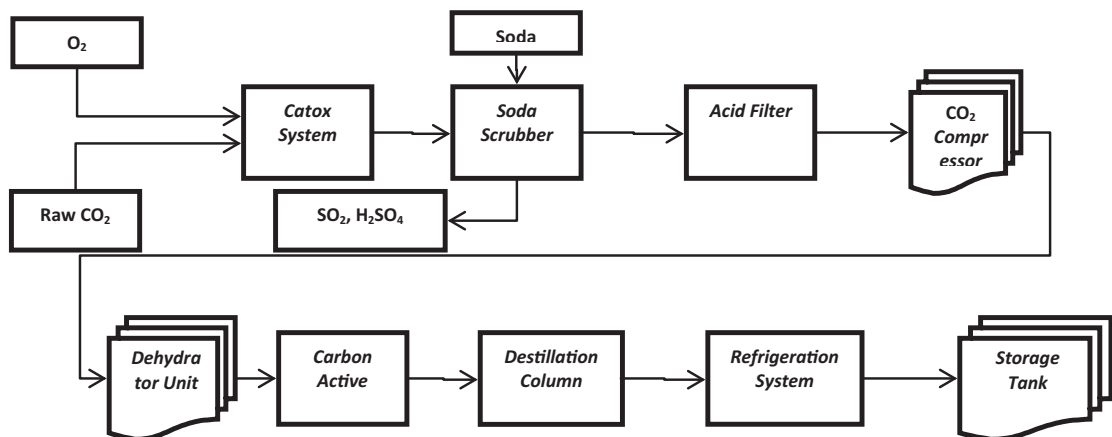 O₂
Soda
Catox
System
Soda
Scrubber
Acid Filter
CO₂
Compr
essor
Raw CO₂
SO₂, H₂SO₄
Dehydra
tor Unit
Carbon
Active
Destillation
Column
Refrigeration
System
Storage
Tank